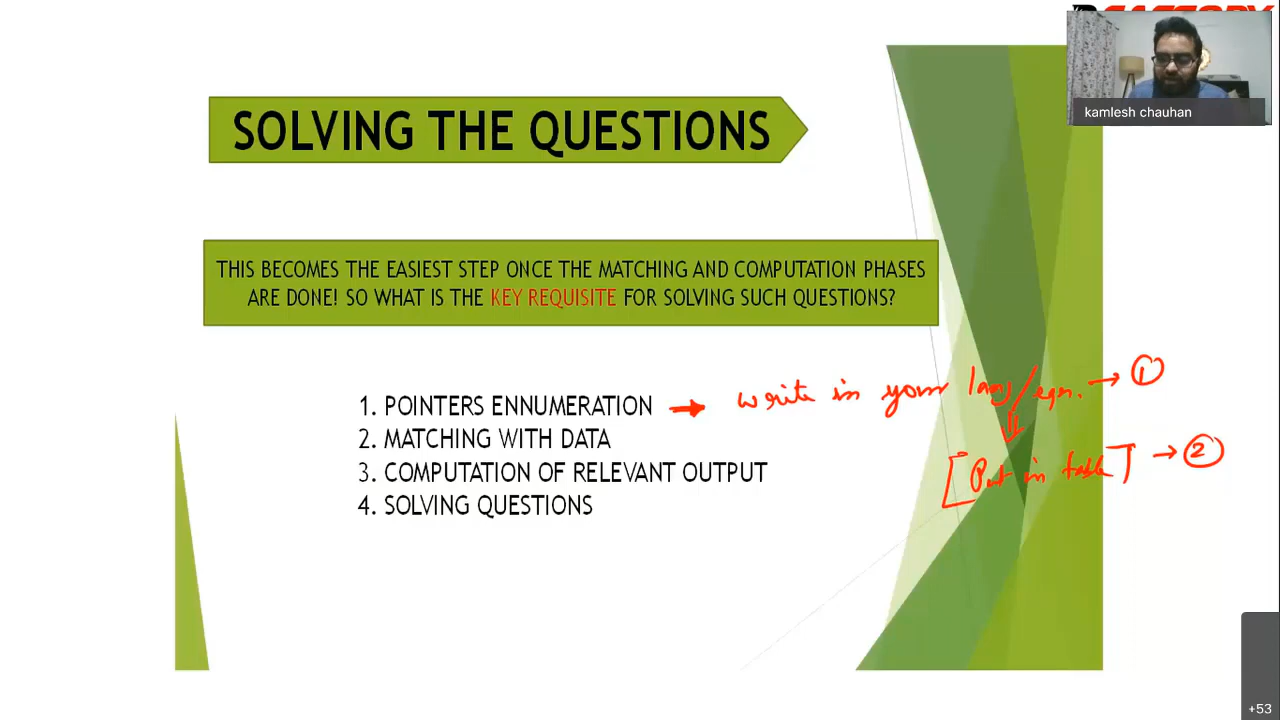 kamlesh chauhan
SOLVING THE QUESTIONS
THIS BECOMES THE EASIEST STEP ONCE THE MATCHING AND COMPUTATION PHASES
ARE DONE! SO WHAT IS THE KEY REQUISITE FOR SOLVING SUCH QUESTIONS?
1. POINTERS ENNUMERATION → write in your lang/eqn. → 1
2. MATCHING WITH DATA
[Put in table] → 2
3. COMPUTATION OF RELEVANT OUTPUT
4. SOLVING QUESTIONS
+53